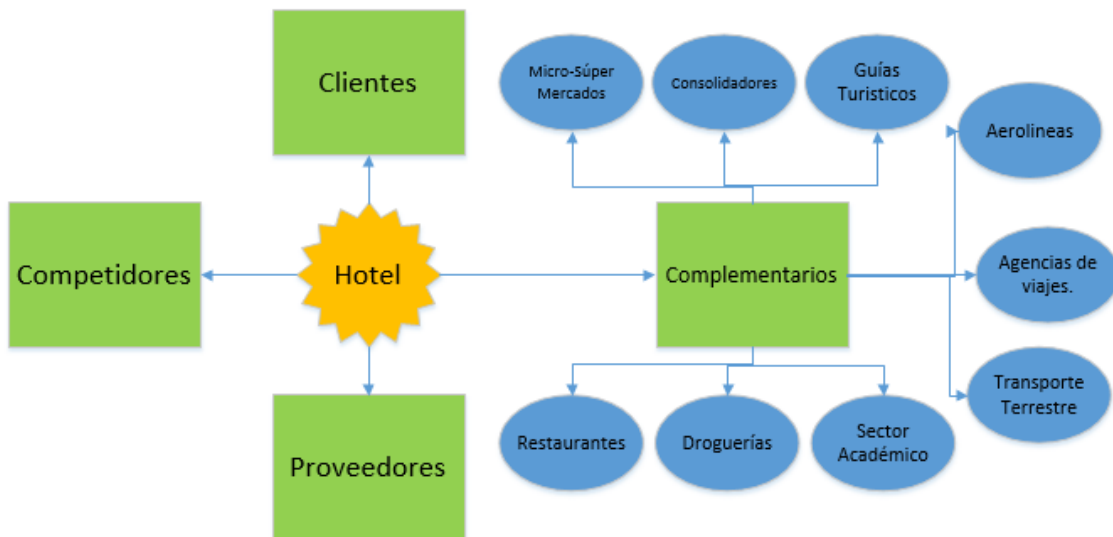 Clientes
Micro-Súper
Mercados
Consolidadores
Guías
Turisticos
Aerolineas
Competidores
Hotel
Complementarios
Agencias de
viajes.
Transporte
Terrestre
Proveedores
Restaurantes
Droguerías
Sector
Académico